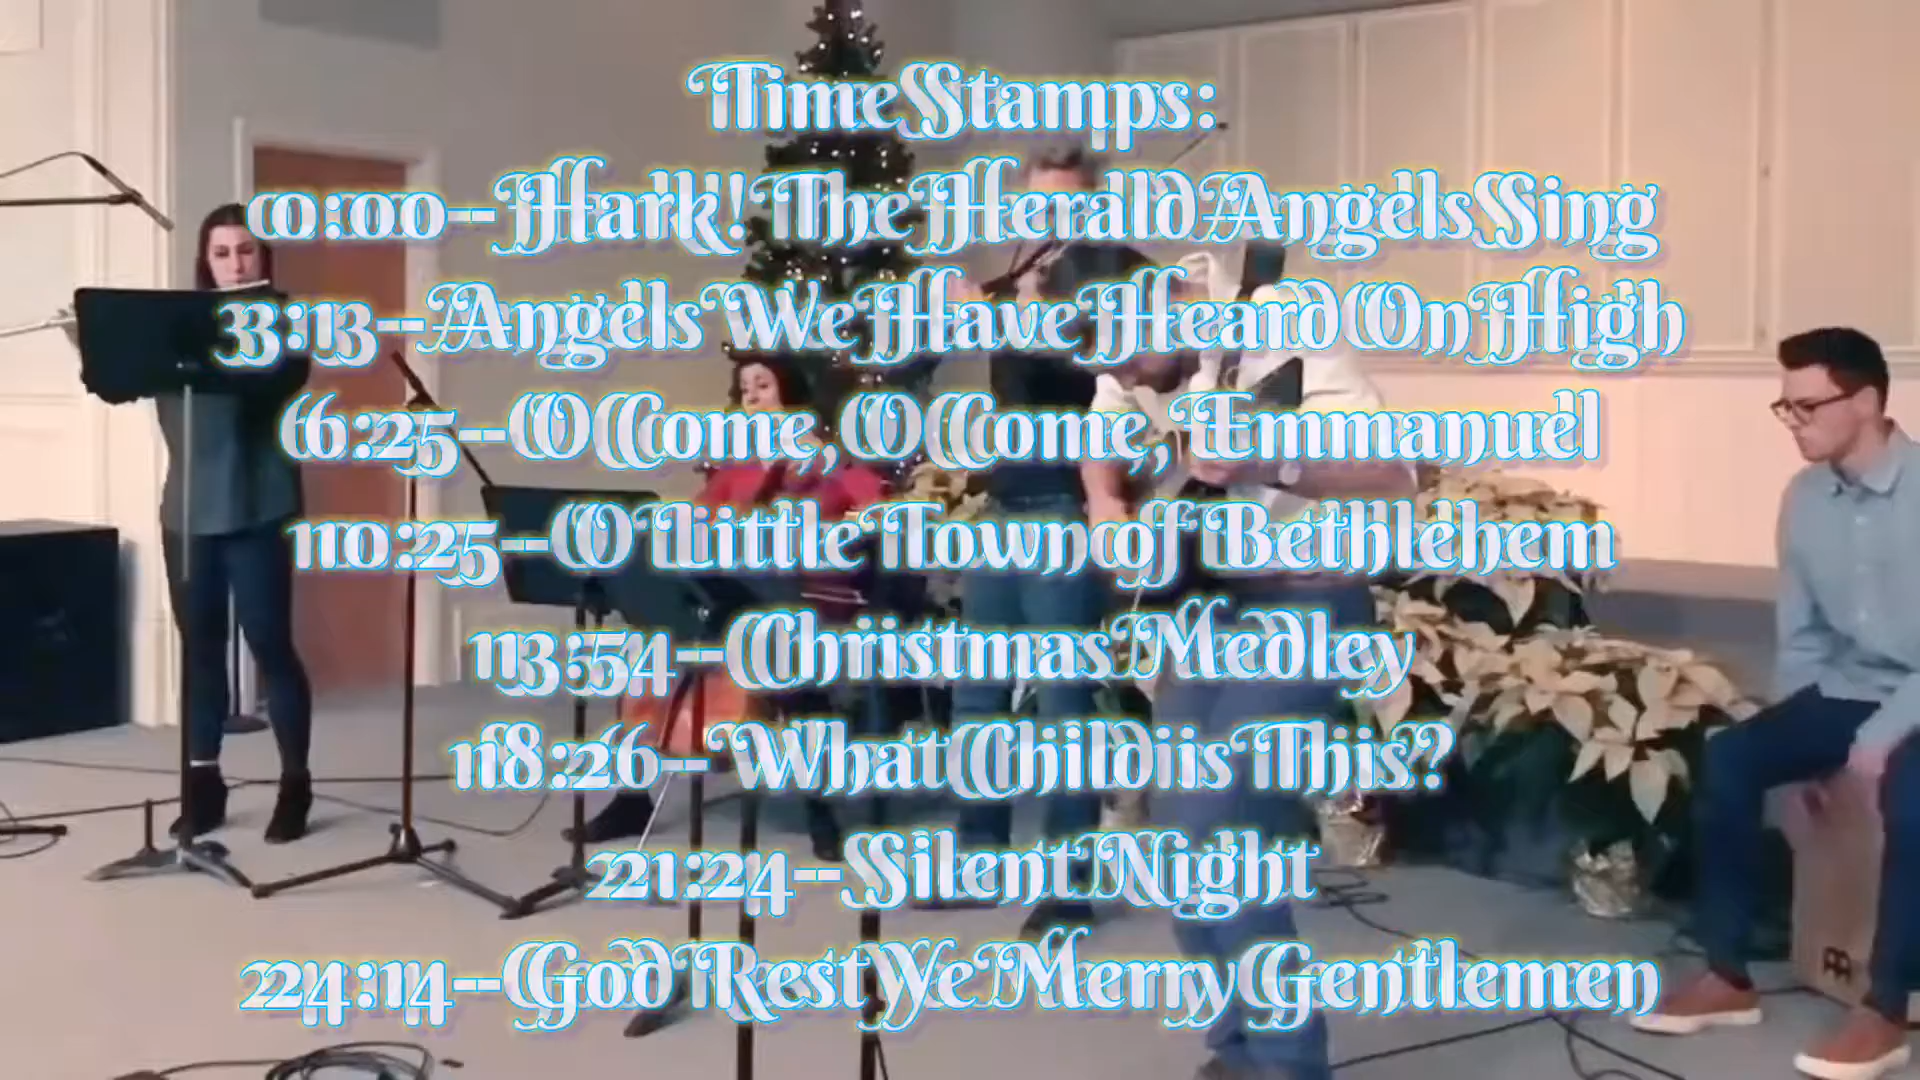 Time Stamps:
0:00--Hark! The Herald Angels Sing
3:13--Angels We Have Heard On High
6:25--O Come, O Come, Emmanuel
10:25--O Little Town of Bethlehem
13:54--Christmas Medley
18:26--What Child is This?
21:24--Silent Night
24:14--God Rest Ye Merry Gentlemen